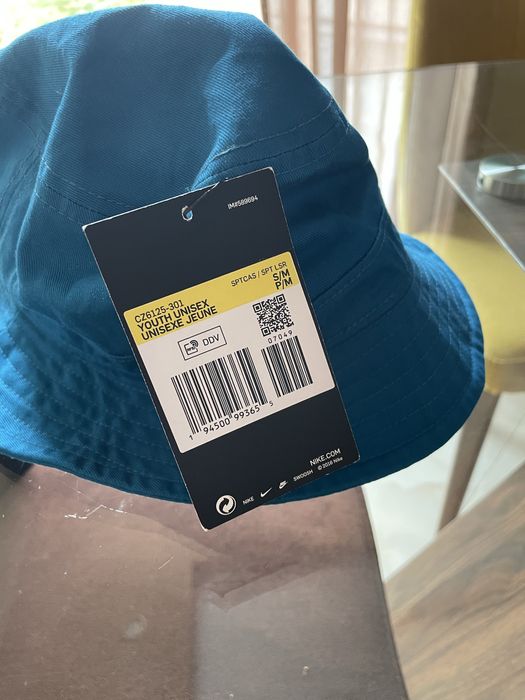 IM#589694
SPTCAS / SPT LSR
S/M
P/M
CZ6125-301
YOUTH UNISEX
UNISEXE JEUNE
DDV
07049
1 94500 99365 5
NIKE.COM
NIKE SWOOSH © 2016 Nike